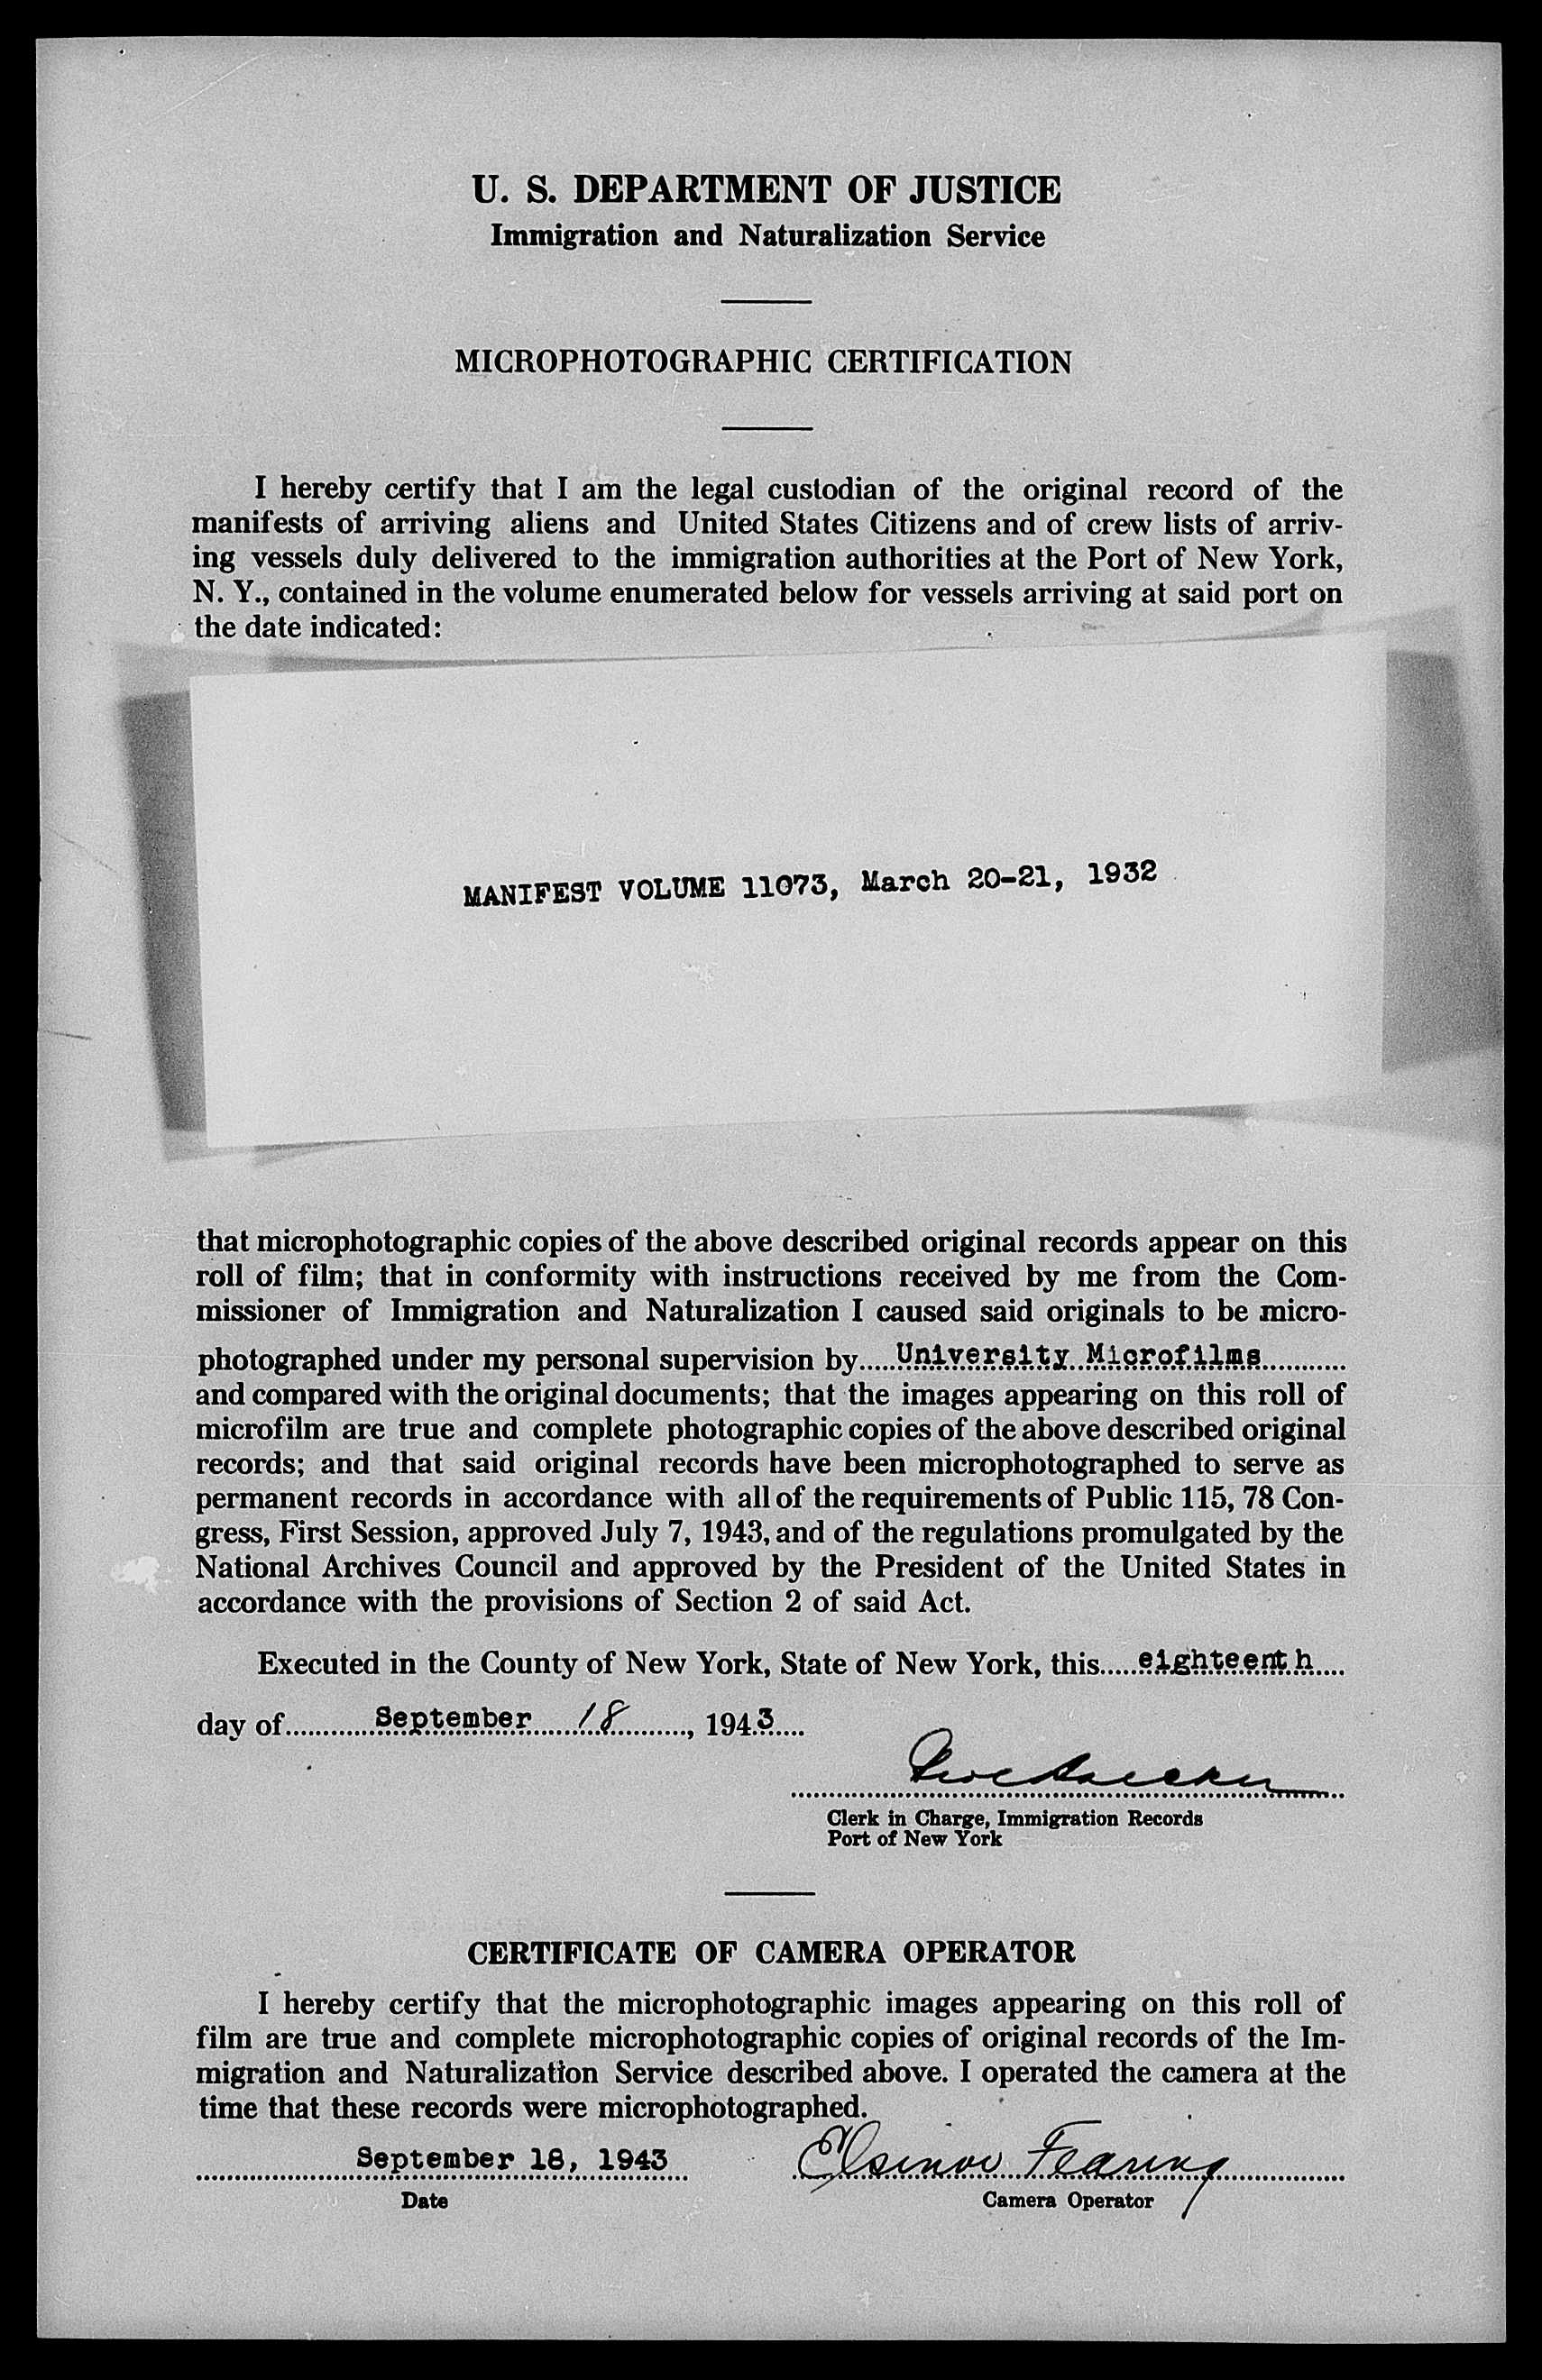 U. S. DEPARTMENT OF JUSTICE
Immigration and Naturalization Service
MICROPHOTOGRAPHIC CERTIFICATION
I hereby certify that I am the legal custodian of the original record of the
manifests of arriving aliens and United States Citizens and of crew lists of arriv-
ing vessels duly delivered to the immigration authorities at the Port of New York,
N. Y., contained in the volume enumerated below for vessels arriving at said port on
the date indicated:
MANIFEST VOLUME 11073, March 20-21, 1932
that microphotographic copies of the above described original records appear on this
roll of film; that in conformity with instructions received by me from the Com-
missioner of Immigration and Naturalization I caused said originals to be micro-
photographed under my personal supervision by.....University Microfilms...........
and compared with the original documents; that the images appearing on this roll of
microfilm are true and complete photographic copies of the above described original
records; and that said original records have been microphotographed to serve as
permanent records in accordance with all of the requirements of Public 115, 78 Con-
gress, First Session, approved July 7, 1943, and of the regulations promulgated by the
National Archives Council and approved by the President of the United States in
accordance with the provisions of Section 2 of said Act.
Executed in the County of New York, State of New York, this.....eighteenth....
day of............September......18.........., 1943....
Clerk in Charge, Immigration Records
Port of New York
CERTIFICATE OF CAMERA OPERATOR
I hereby certify that the microphotographic images appearing on this roll of
film are true and complete microphotographic copies of original records of the Im-
migration and Naturalization Service described above. I operated the camera at the
time that these records were microphotographed.
September 18, 1943 Elsinor Fearing
Date Camera Operator